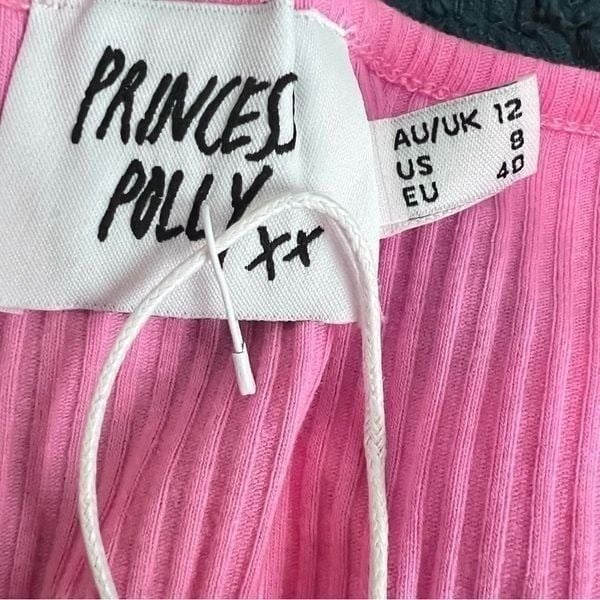 PRINCESS
POLLY
xx
AU/UK 12
US 8
EU 40